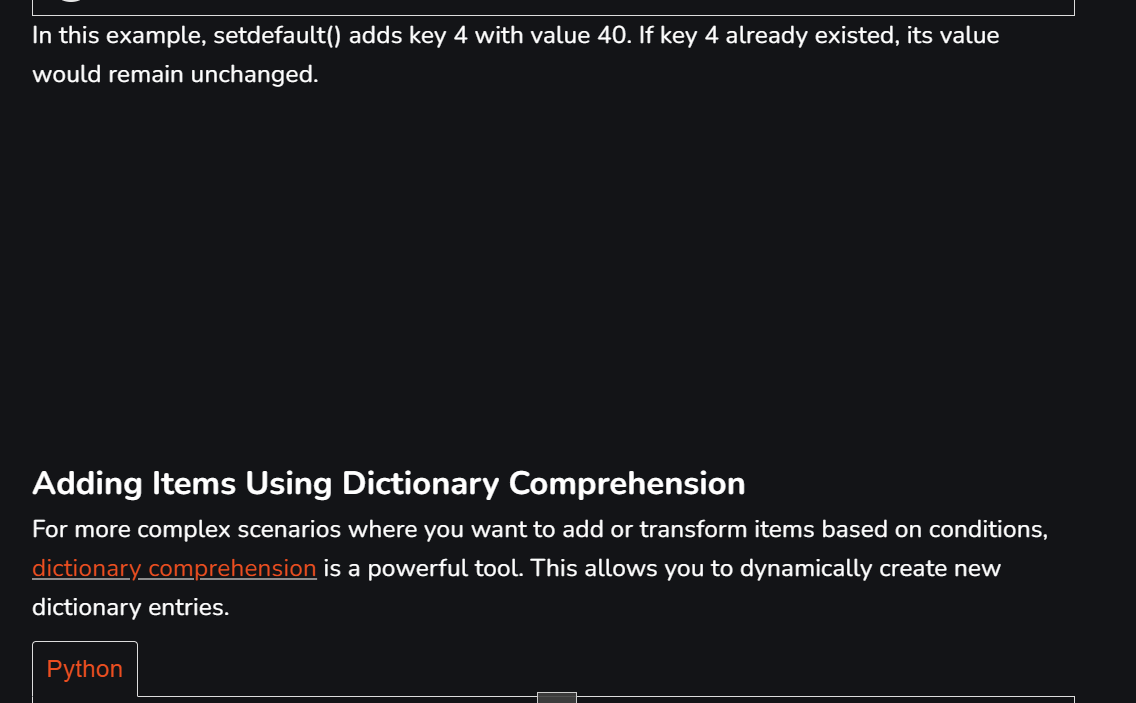 In this example, setdefault() adds key 4 with value 40. If key 4 already existed, its value
would remain unchanged.
Adding Items Using Dictionary Comprehension
For more complex scenarios where you want to add or transform items based on conditions,
dictionary comprehension is a powerful tool. This allows you to dynamically create new
dictionary entries.
Python